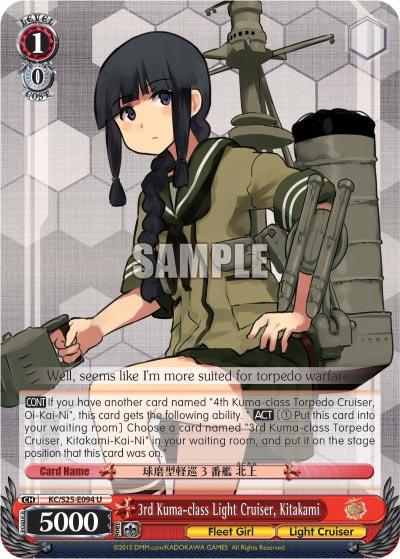 LEVEL
1
0
COST
SAMPLE
Well, seems like I'm more suited for torpedo warfare.
CONT If you have another card named "4th Kuma-class Torpedo Cruiser,
Oi-Kai-Ni", this card gets the following ability. ACT [① Put this card into
your waiting room] Choose a card named "3rd Kuma-class Torpedo
Cruiser, Kitakami-Kai-Ni" in your waiting room, and put it on the stage
position that this card was on."
Card Name 球磨型軽巡 3 番艦 北上
CH KC/S25-E094 U
3rd Kuma-class Light Cruiser, Kitakami
POWER 5000 SOUL
Fleet Girl Light Cruiser
©2015 DMM.com/KADOKAWA GAMES All Rights Reserved.